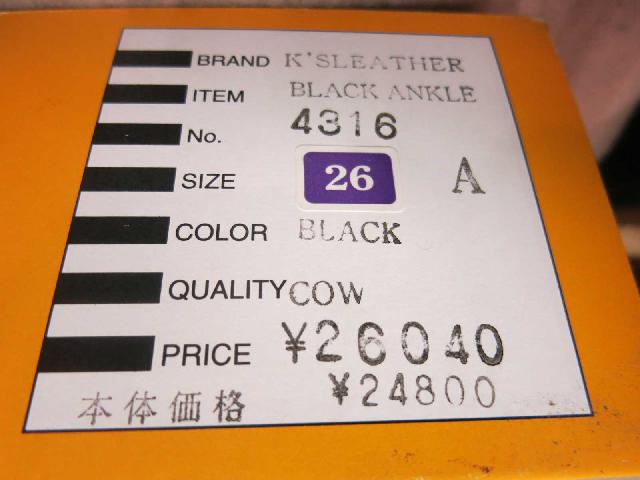 BRAND K'SLEATHER
ITEM BLACK ANKLE
No. 4316
SIZE 26 A
COLOR BLACK
QUALITY COW
PRICE ¥26040
本体価格 ¥24800